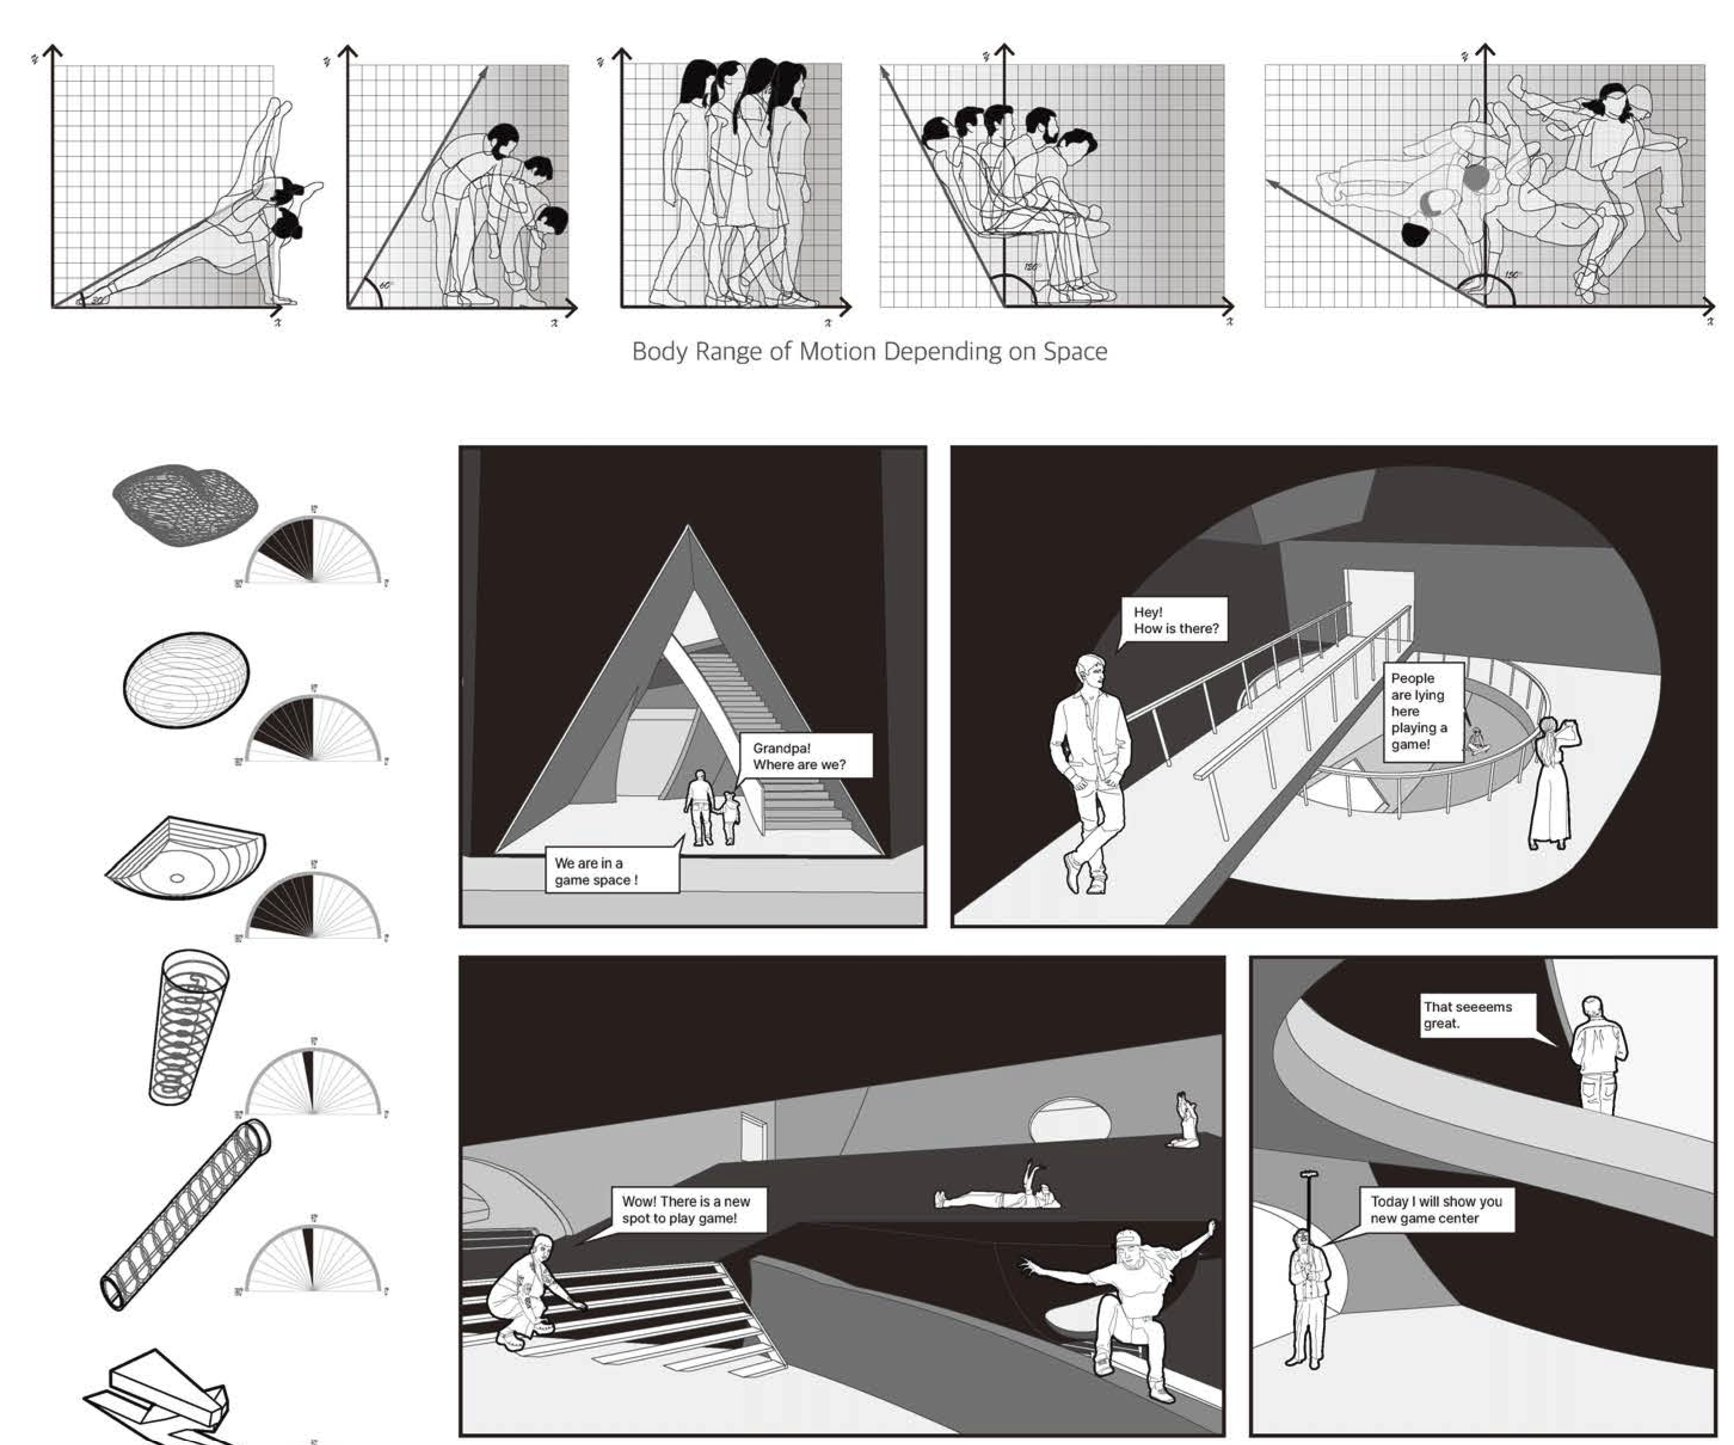 z
z
z
z
z
30°
60°
120°
150°
x
x
x
x
x
Body Range of Motion Depending on Space
Hey!
How is there?
People
are lying
here
playing a
game!
Grandpa!
Where are we?
We are in a
game space !
That seeeems
great.
Wow! There is a new
spot to play game!
Today I will show you
new game center